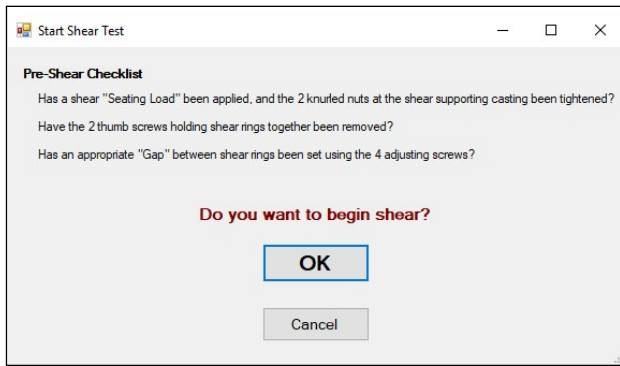 Start Shear Test
Pre-Shear Checklist
Has a shear "Seating Load" been applied, and the 2 knurled nuts at the shear supporting casting been tightened?
Have the 2 thumb screws holding shear rings together been removed?
Has an appropriate "Gap" between shear rings been set using the 4 adjusting screws?
Do you want to begin shear?
OK
Cancel